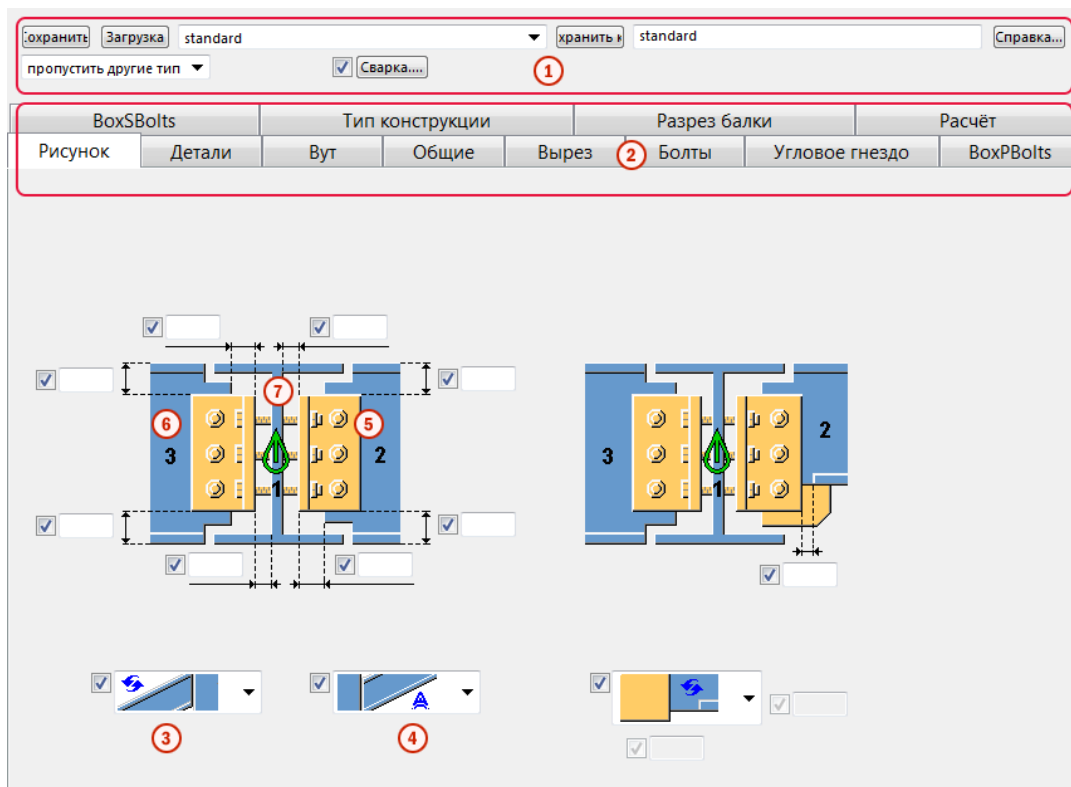 Сохранить Загрузка standard хранить к standard Справка...
пропустить другие тип Сварка....
1
BoxSBolts Тип конструкции Разрез балки Расчёт
Рисунок Детали Вут Общие Вырез 2 Болты Угловое гнездо BoxPBolts
7
6 5
3 2 3 2
1 1
A
3 4